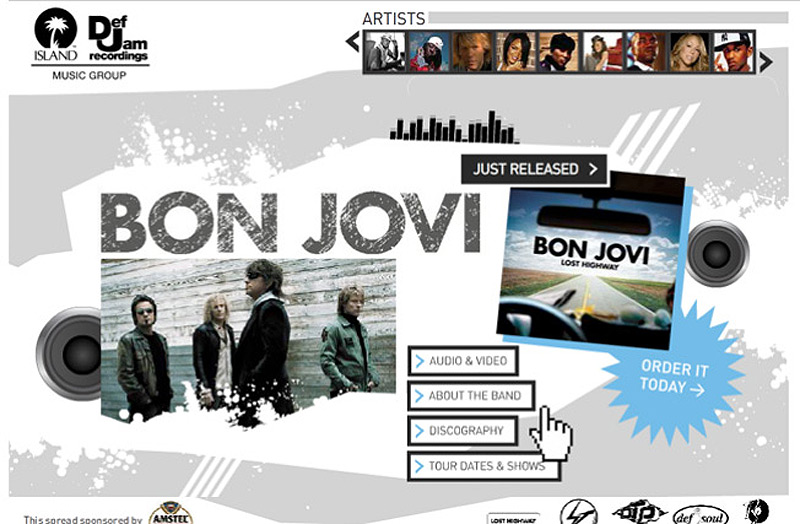 ARTISTS
ISLAND
Def
Jam
recordings
MUSIC GROUP
JUST RELEASED
BON JOVI
BON JOVI
LOST HIGHWAY
ORDER IT
TODAY
AUDIO & VIDEO
ABOUT THE BAND
DISCOGRAPHY
TOUR DATES & SHOWS
This spread sponsored by
AMSTEL
LOST HIGHWAY
def soul